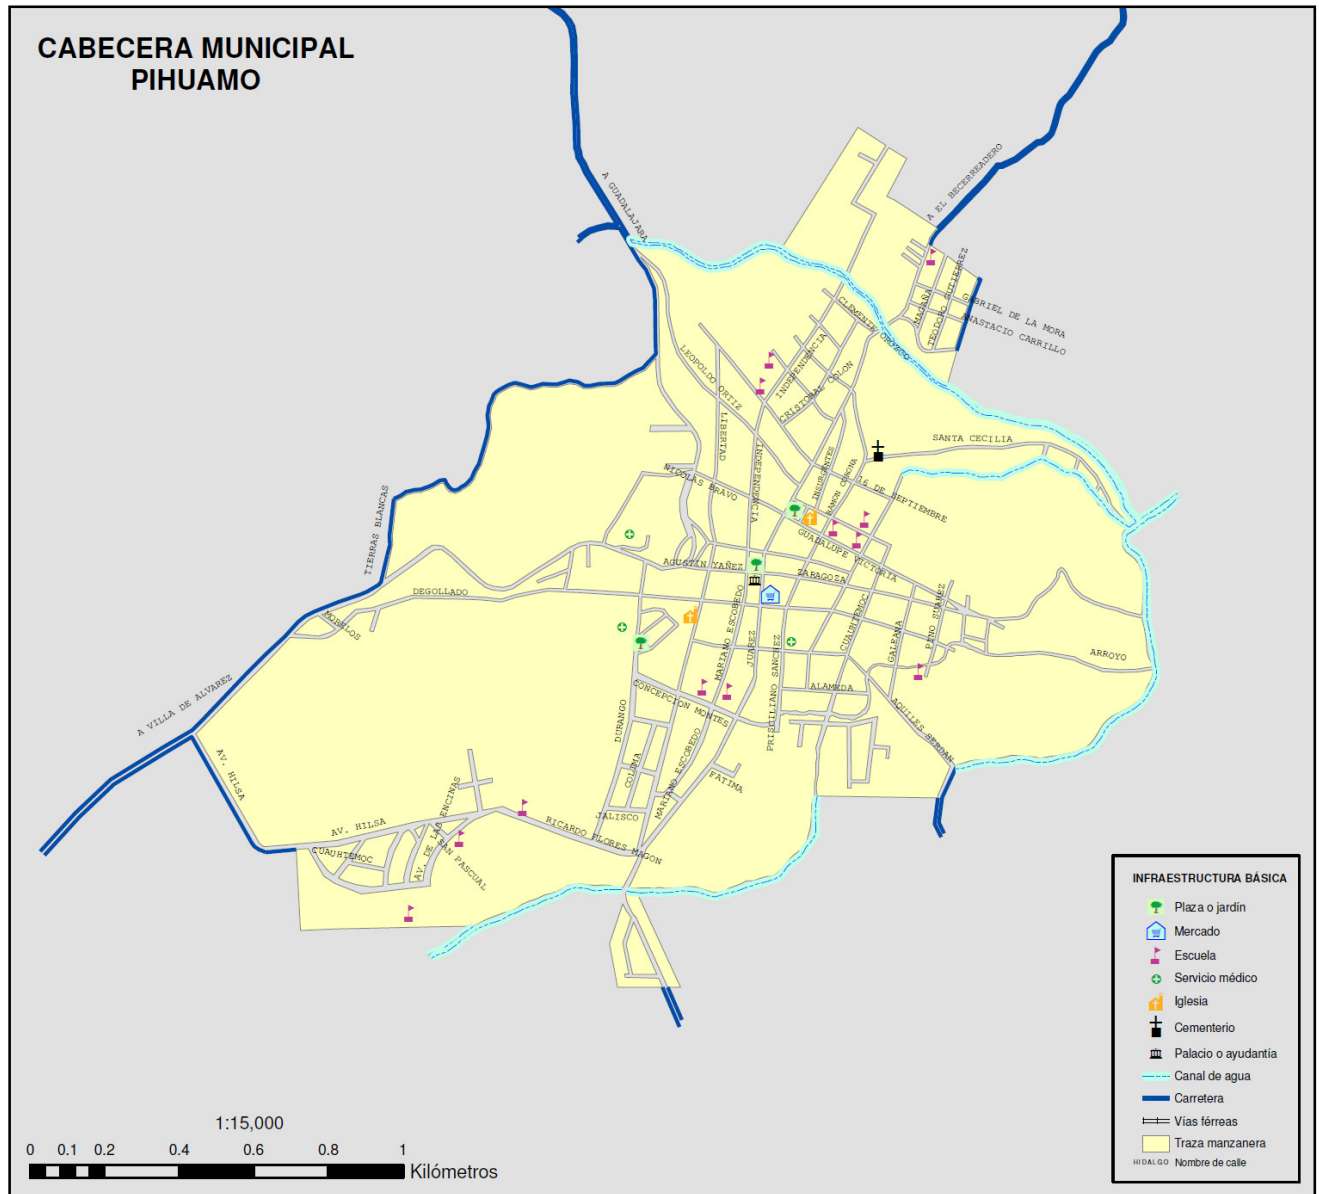 CABECERA MUNICIPAL
PIHUAMO
A GUADALAJARA
A EL BECERREADERO
MAGAÑA
TEODORO GUTIERREZ
GABRIEL DE LA MORA
ANASTACIO CARRILLO
CLEMENTE OROZCO
INDEPENDENCIA
CRISTOBAL COLON
LEOPOLDO ORTIZ
LIBERTAD
INDEPENDENCIA
SANTA CECILIA
NICOLAS BRAVO
INSURGENTES
RAMON CORONA
16 DE SEPTIEMBRE
TIERRAS BLANCAS
GUADALUPE VICTORIA
AGUSTIN YAÑEZ
ZARAGOZA
DEGOLLADO
MORELOS
MARIANO ESCOBEDO
JUAREZ
PRISCILIANO SANCHEZ
CUAUHTEMOC
GALEANA
PINO SUAREZ
ARROYO
A VILLA DE ALVAREZ
CONCEPCION MONTES
ALAMEDA
AQUILES SERDAN
DURANGO
COLIMA
MARIANO ESCOBEDO
FATIMA
AV. HILSA
JALISCO
AV. HILSA
RICARDO FLORES MAGON
CUAUHTEMOC
AV. DE LAS ENCINAS
SAN PASCUAL
INFRAESTRUCTURA BÁSICA
Plaza o jardín
Mercado
Escuela
Servicio médico
Iglesia
Cementerio
Palacio o ayudantía
Canal de agua
Carretera
Vías férreas
Traza manzanera
HIDALGO Nombre de calle
1:15,000
0 0.1 0.2 0.4 0.6 0.8 1
Kilómetros